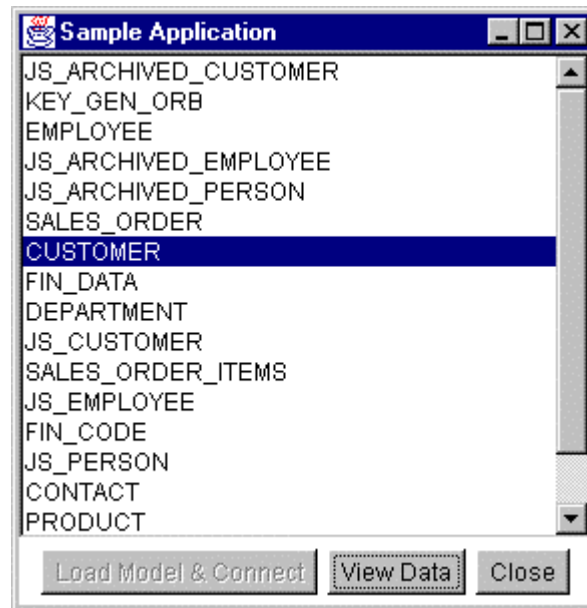 Sample Application
JS_ARCHIVED_CUSTOMER
KEY_GEN_ORB
EMPLOYEE
JS_ARCHIVED_EMPLOYEE
JS_ARCHIVED_PERSON
SALES_ORDER
CUSTOMER
FIN_DATA
DEPARTMENT
JS_CUSTOMER
SALES_ORDER_ITEMS
JS_EMPLOYEE
FIN_CODE
JS_PERSON
CONTACT
PRODUCT
Load Model & Connect View Data Close